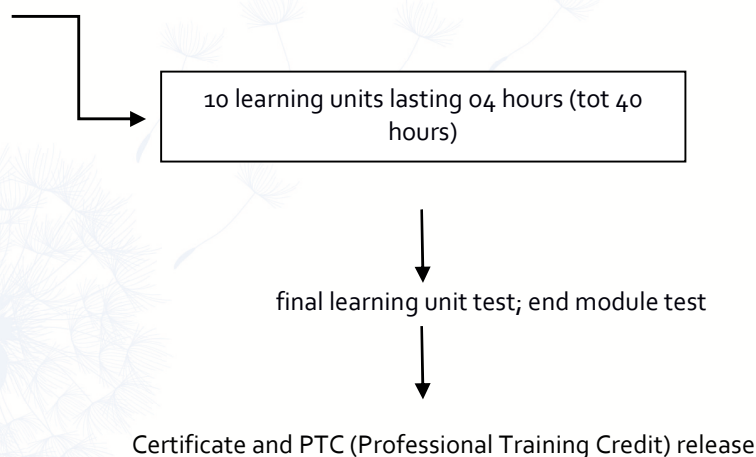 10 learning units lasting 04 hours (tot 40
hours)
final learning unit test; end module test
Certificate and PTC (Professional Training Credit) release